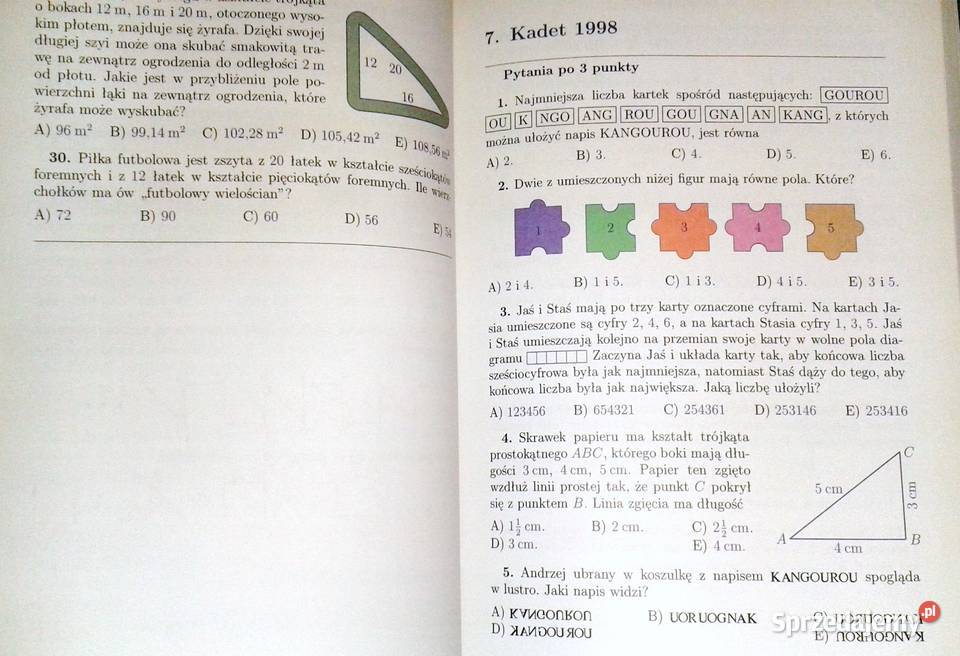 o bokach 12 m, 16 m i 20 m, otoczonego wyso-
kim płotem, znajduje się żyrafa. Dzięki swojej
długiej szyi może ona skubać smakowitą tra-
wę na zewnątrz ogrodzenia do odległości 2 m
od płotu. Jakie jest w przybliżeniu pole po-
wierzchni łąki na zewnątrz ogrodzenia, które
żyrafa może wyskubać?
12 20
16
A) 96 m² B) 99,14 m² C) 102,28 m² D) 105,42 m² E) 108,56 m²
30. Piłka futbolowa jest zszyta z 20 łatek w kształcie sześciokątów
foremnych i z 12 łatek w kształcie pięciokątów foremnych. Ile wierz-
chołków ma ów „futbolowy wielościan"?
A) 72 B) 90 C) 60 D) 56 E) 54
7. Kadet 1998
Pytania po 3 punkty
1. Najmniejsza liczba kartek spośród następujących: GOUROU
OU K NGO ANG ROU GOU GNA AN KANG , z których
można ułożyć napis KANGOUROU, jest równa
A) 2. B) 3. C) 4. D) 5. E) 6.
2. Dwie z umieszczonych niżej figur mają równe pola. Które?
1 2 3 4 5
A) 2 i 4. B) 1 i 5. C) 1 i 3. D) 4 i 5. E) 3 i 5.
3. Jaś i Staś mają po trzy karty oznaczone cyframi. Na kartach Ja-
sia umieszczone są cyfry 2, 4, 6, a na kartach Stasia cyfry 1, 3, 5. Jaś
i Staś umieszczają kolejno na przemian swoje karty w wolne pola dia-
gramu Zaczyna Jaś i układa karty tak, aby końcowa liczba
sześciocyfrowa była jak najmniejsza, natomiast Staś dąży do tego, aby
końcowa liczba była jak największa. Jaką liczbę ułożyli?
A) 123456 B) 654321 C) 254361 D) 253146 E) 253416
4. Skrawek papieru ma kształt trójkąta
prostokątnego ABC, którego boki mają dłu-
gości 3 cm, 4 cm, 5 cm. Papier ten zgięto
wzdłuż linii prostej tak, że punkt C pokrył
się z punktem B. Linia zgięcia ma długość
A) 1½ cm. B) 2 cm. C) 2½ cm.
D) 3 cm. E) 4 cm.
C
5 cm
3 cm
A
4 cm
B
5. Andrzej ubrany w koszulkę z napisem KANGOUROU spogląda
w lustro. Jaki napis widzi?
A) KANGOUROU B) UORUOGNAK C)
D) KANGOUROU E) KANGOUROU
Sprzedajemy.pl